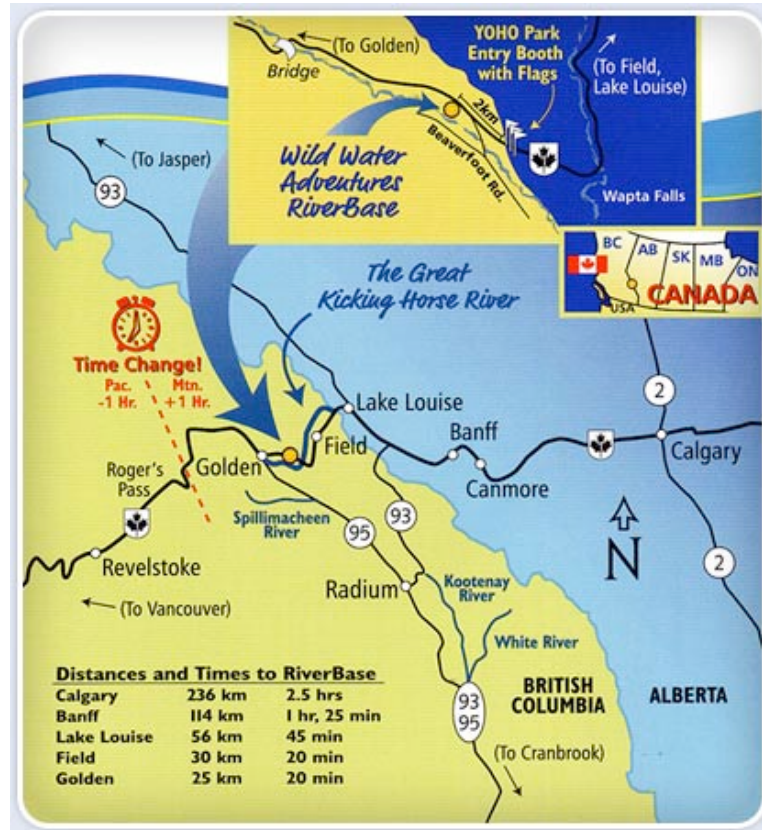 (To Golden)
Bridge
YOHO Park
Entry Booth
with Flags
(To Field,
Lake Louise)
2km
Beaverfoot Rd.
Wapta Falls
Wild Water
Adventures
RiverBase
(To Jasper)
93
BC
AB
SK
MB
ON
USA
CANADA
The Great
Kicking Horse River
Time Change!
Pac.
-1 Hr.
Mtn.
+1 Hr.
2
Lake Louise
Banff
Calgary
Field
Golden
Canmore
Roger's
Pass
Spillimacheen
River
95
93
N
2
Revelstoke
Radium
Kootenay
River
(To Vancouver)
White River
Distances and Times to RiverBase
Calgary 236 km 2.5 hrs
Banff 114 km 1 hr, 25 min
Lake Louise 56 km 45 min
Field 30 km 20 min
Golden 25 km 20 min
93
95
BRITISH
COLUMBIA
ALBERTA
(To Cranbrook)